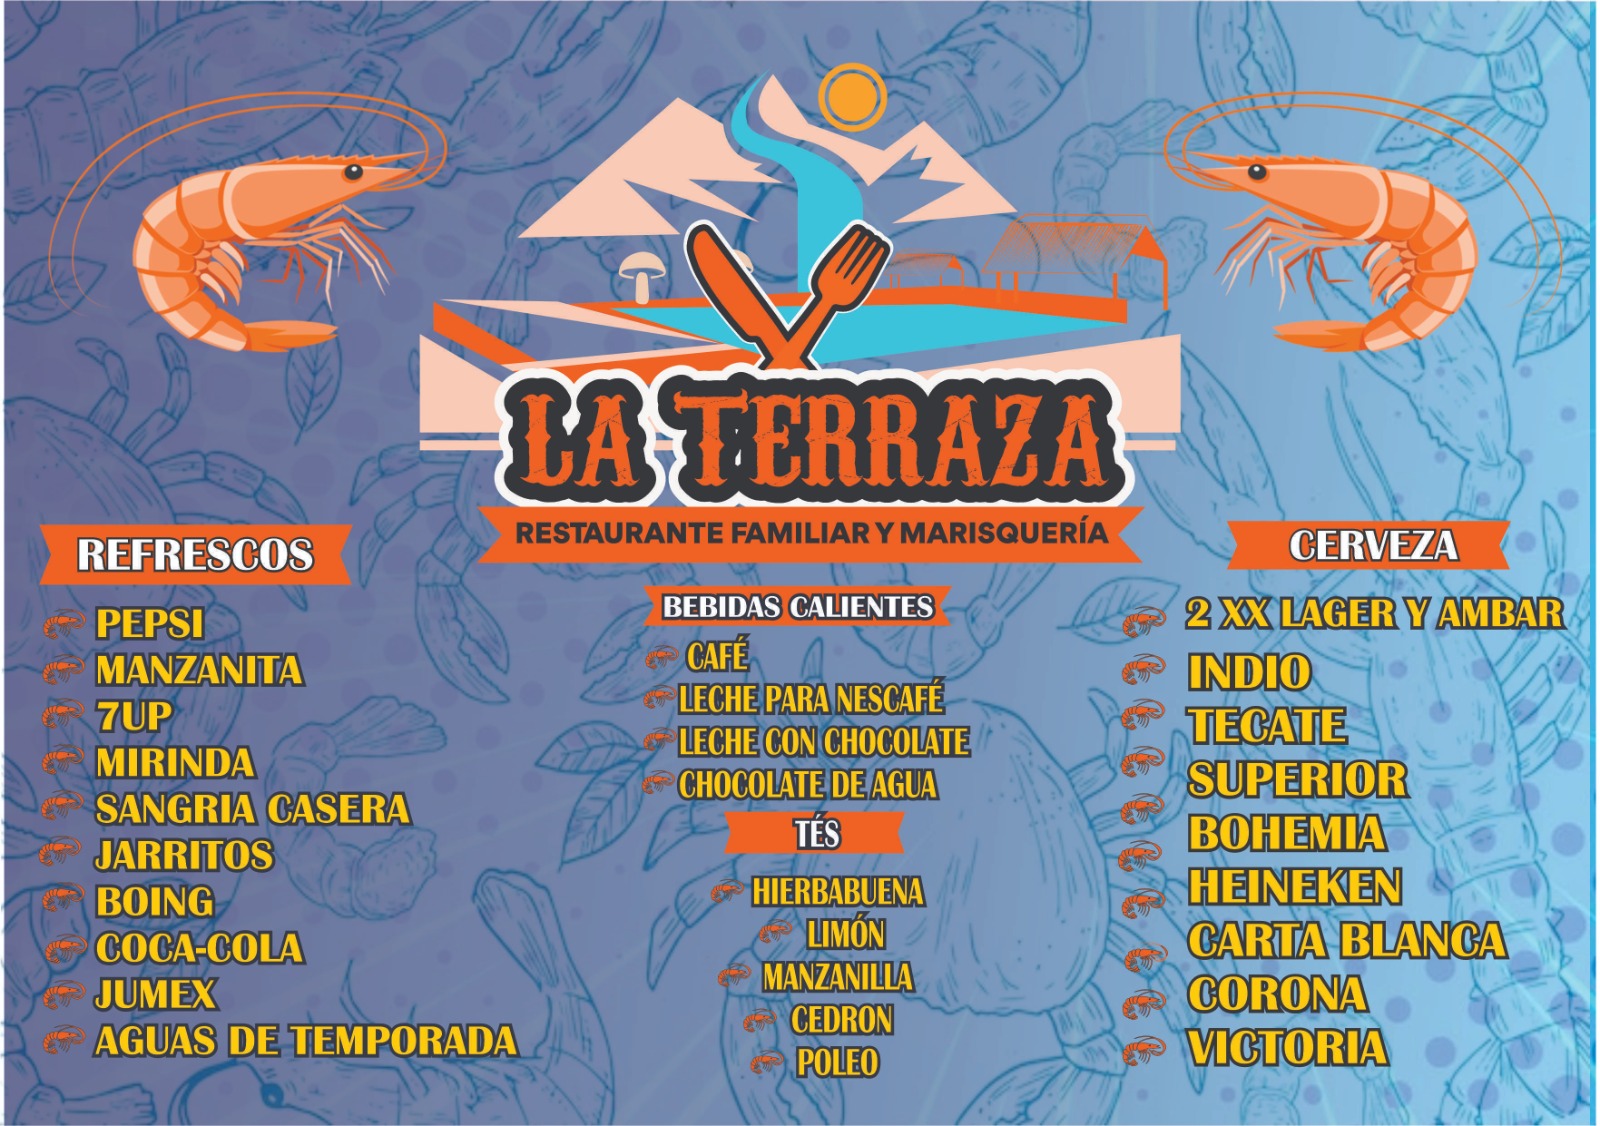 LA TERRAZA
RESTAURANTE FAMILIAR Y MARISQUERÍA
REFRESCOS
PEPSI
MANZANITA
7UP
MIRINDA
SANGRIA CASERA
JARRITOS
BOING
COCA-COLA
JUMEX
AGUAS DE TEMPORADA
BEBIDAS CALIENTES
CAFÉ
LECHE PARA NESCAFÉ
LECHE CON CHOCOLATE
CHOCOLATE DE AGUA
TÉS
HIERBABUENA
LIMÓN
MANZANILLA
CEDRON
POLEO
CERVEZA
2 XX LAGER Y AMBAR
INDIO
TECATE
SUPERIOR
BOHEMIA
HEINEKEN
CARTA BLANCA
CORONA
VICTORIA